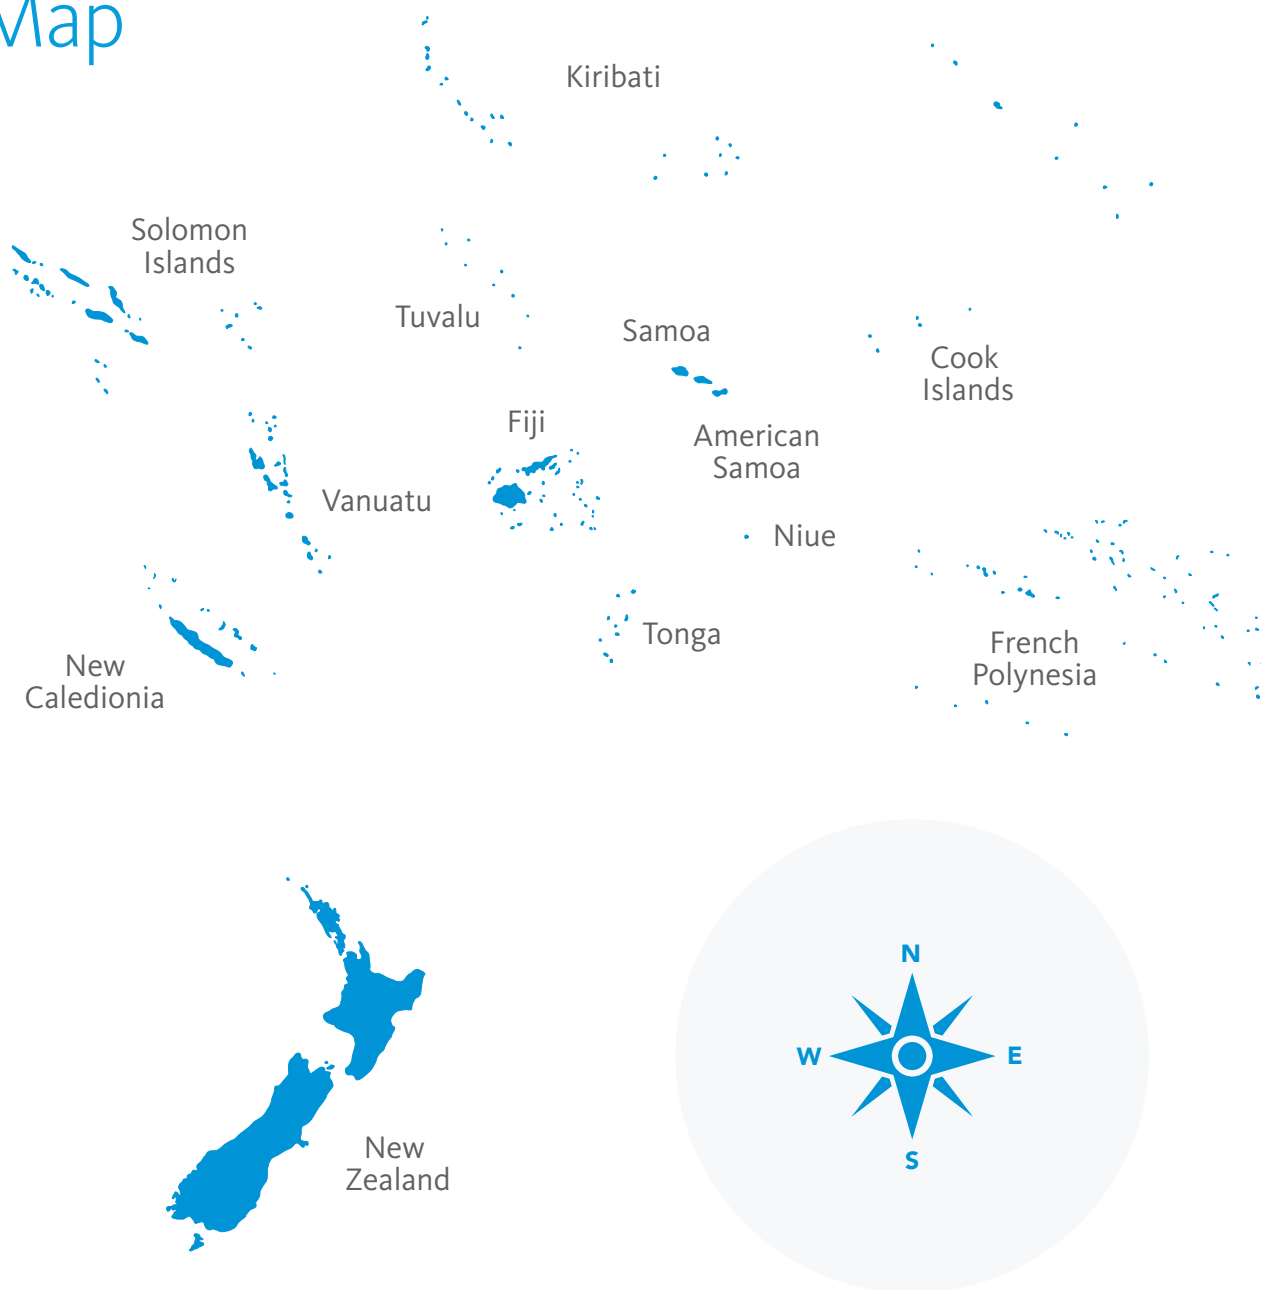 Map
Kiribati
Solomon
Islands
Tuvalu
Samoa
Cook
Islands
Fiji
American
Samoa
Vanuatu
Niue
Tonga
French
Polynesia
New
Caledonia
N
W
E
S
New
Zealand